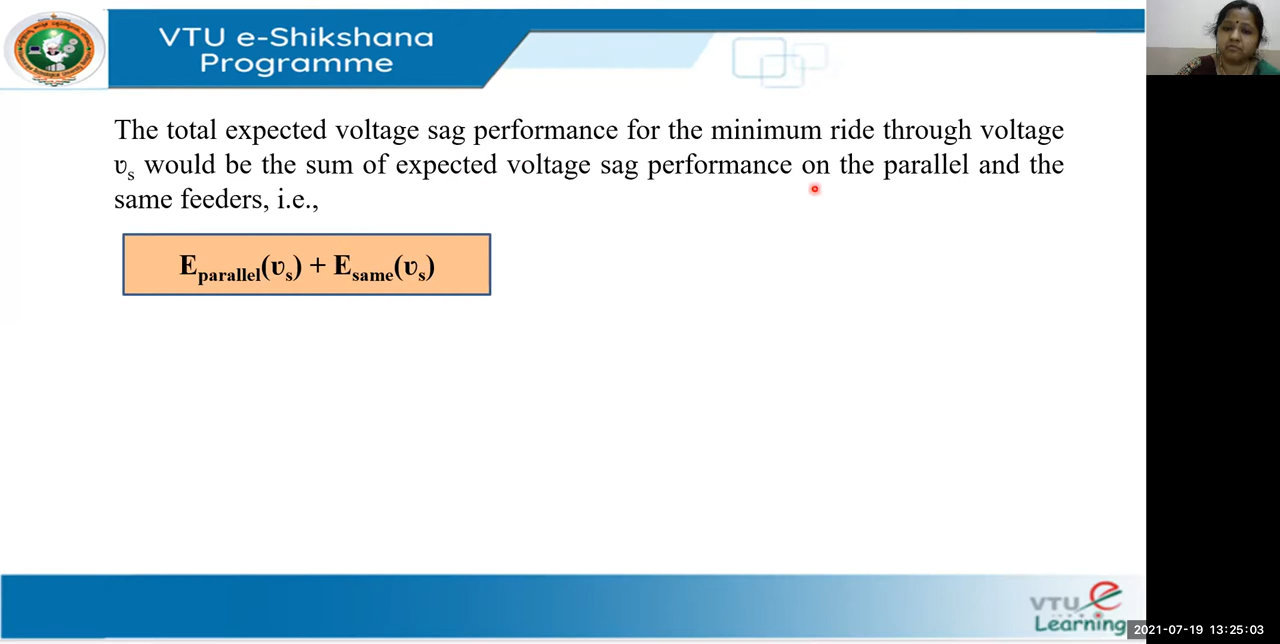 VTU e-Shikshana
Programme
The total expected voltage sag performance for the minimum ride through voltage
υs would be the sum of expected voltage sag performance on the parallel and the
same feeders, i.e.,
Eparallel(υs) + Esame(υs)
VTU e
Learning
2021-07-19 13:25:03